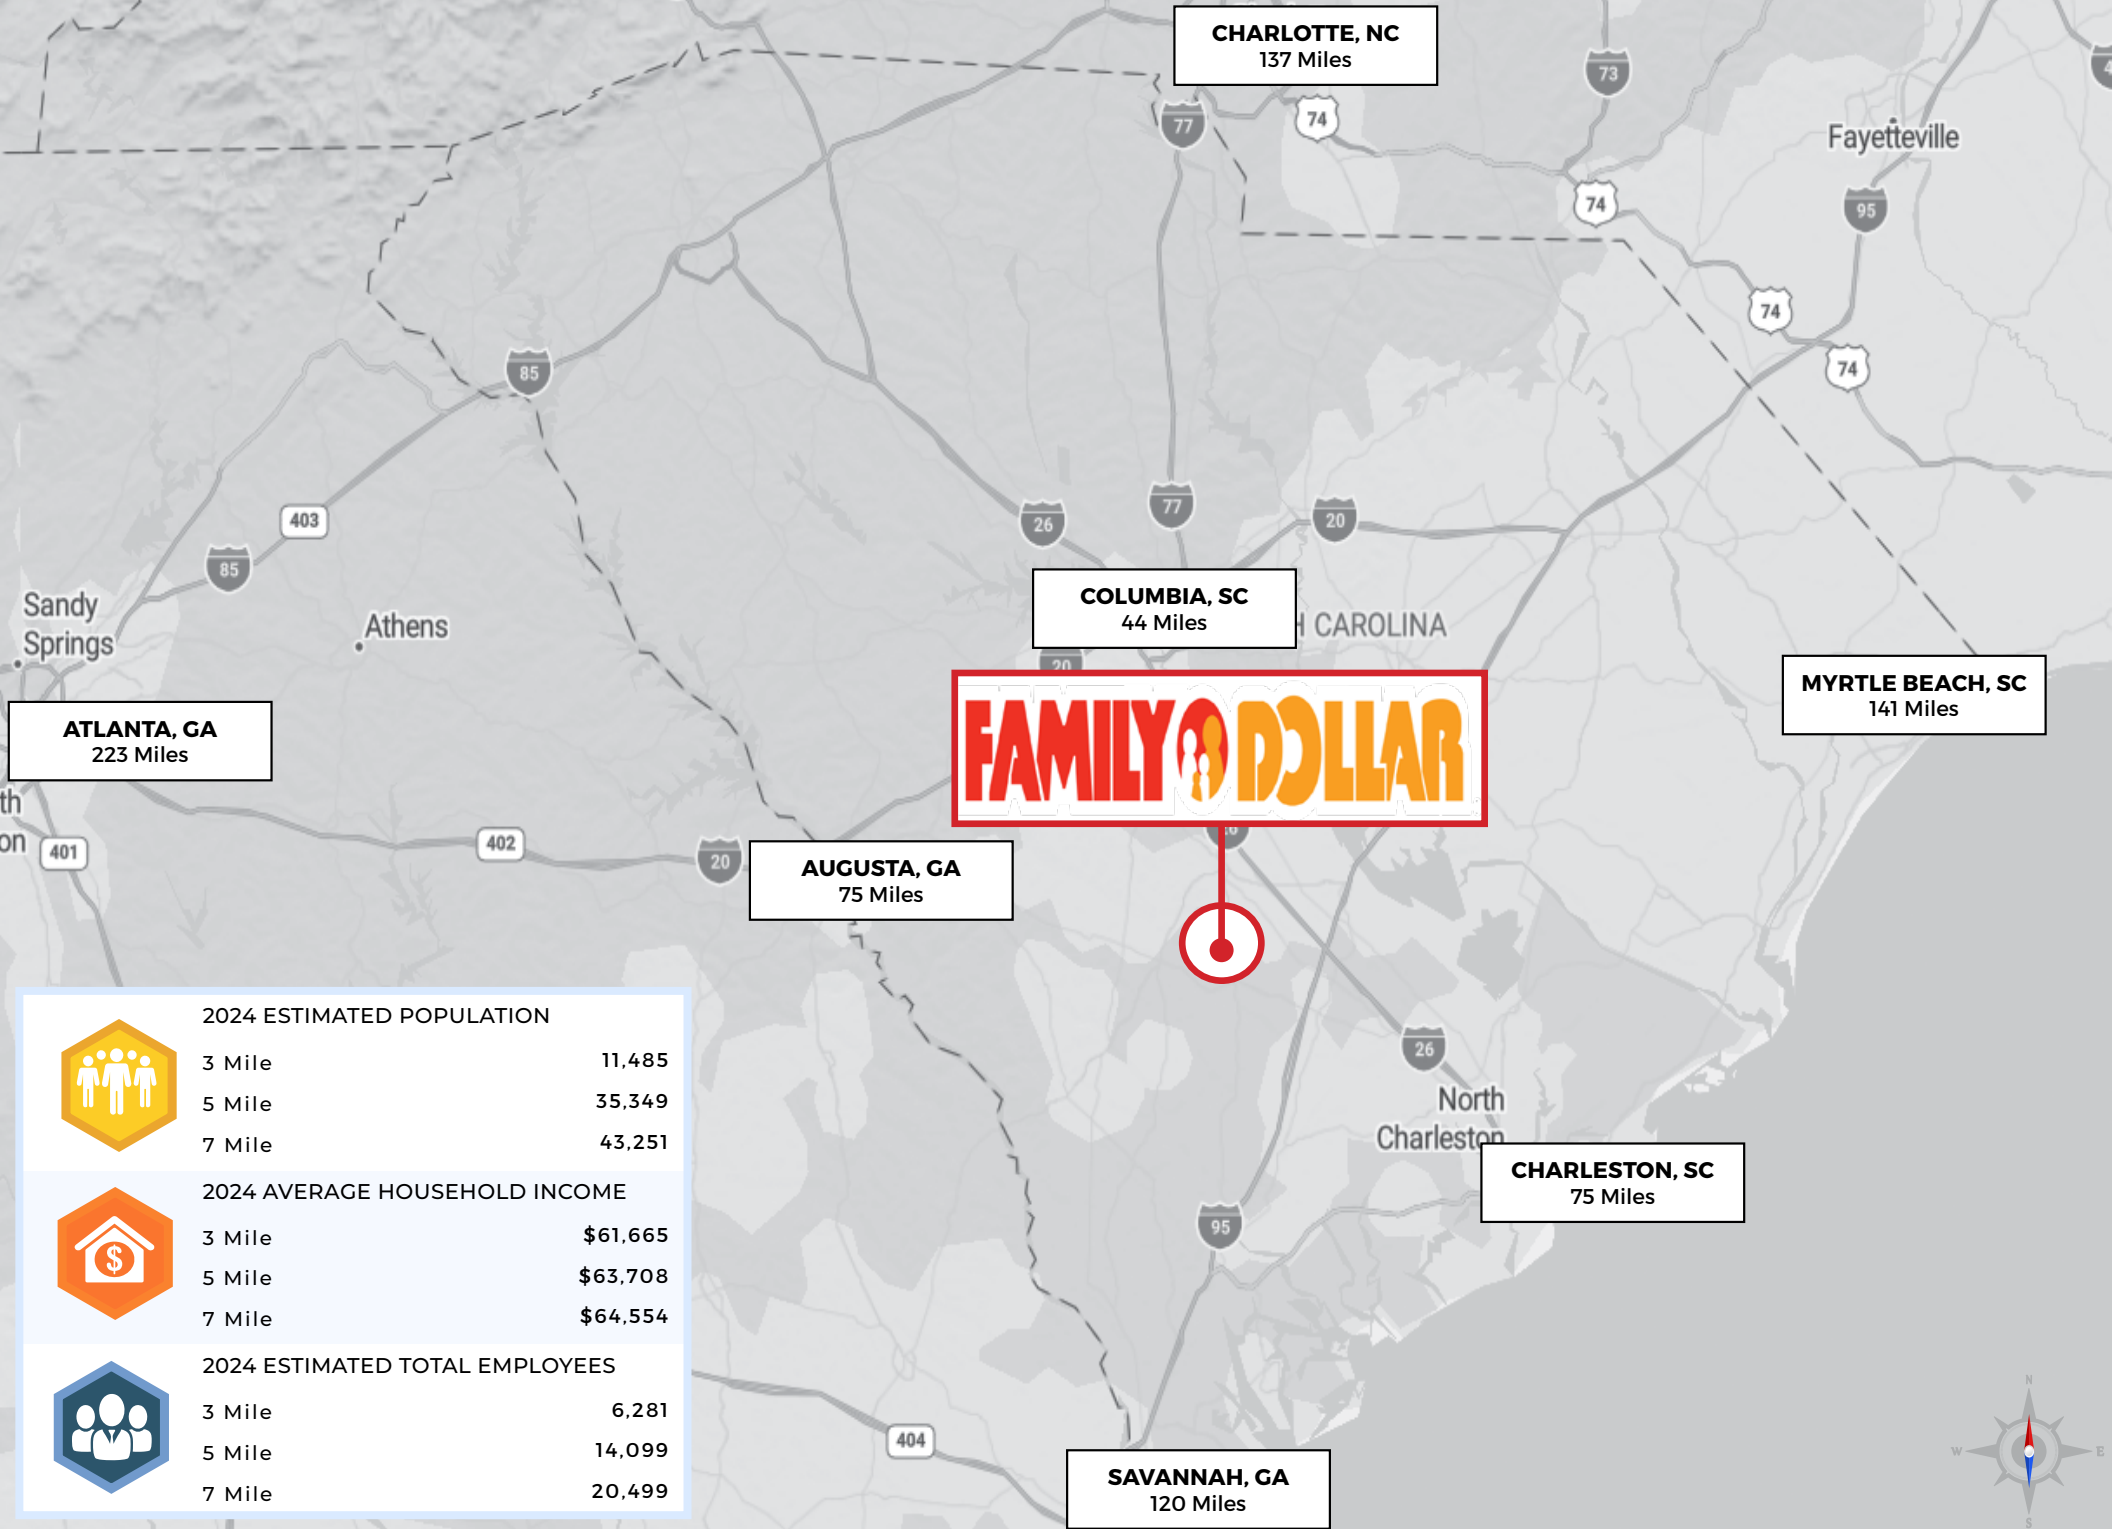 CHARLOTTE, NC
137 Miles
73
77
74
Fayetteville
74
95
74
74
85
403
85
26
77
20
Sandy
Springs
Athens
COLUMBIA, SC
44 Miles
H CAROLINA
20
MYRTLE BEACH, SC
141 Miles
ATLANTA, GA
223 Miles
FAMILY DOLLAR
th
on
401
402
20
26
AUGUSTA, GA
75 Miles
2024 ESTIMATED POPULATION
3 Mile 11,485
5 Mile 35,349
7 Mile 43,251
26
North
Charleston
CHARLESTON, SC
75 Miles
2024 AVERAGE HOUSEHOLD INCOME
3 Mile $61,665
5 Mile $63,708
7 Mile $64,554
95
2024 ESTIMATED TOTAL EMPLOYEES
3 Mile 6,281
5 Mile 14,099
7 Mile 20,499
404
SAVANNAH, GA
120 Miles
N
W E
S